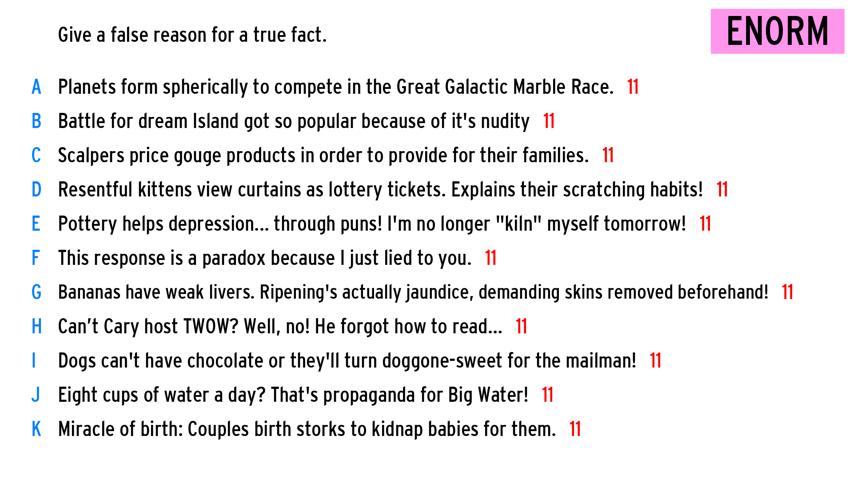 Give a false reason for a true fact.
ENORM
A Planets form spherically to compete in the Great Galactic Marble Race. 11
B Battle for dream Island got so popular because of it's nudity 11
C Scalpers price gouge products in order to provide for their families. 11
D Resentful kittens view curtains as lottery tickets. Explains their scratching habits! 11
E Pottery helps depression... through puns! I'm no longer "kiln" myself tomorrow! 11
F This response is a paradox because I just lied to you. 11
G Bananas have weak livers. Ripening's actually jaundice, demanding skins removed beforehand! 11
H Can’t Cary host TWOW? Well, no! He forgot how to read... 11
I Dogs can't have chocolate or they'll turn doggone-sweet for the mailman! 11
J Eight cups of water a day? That's propaganda for Big Water! 11
K Miracle of birth: Couples birth storks to kidnap babies for them. 11